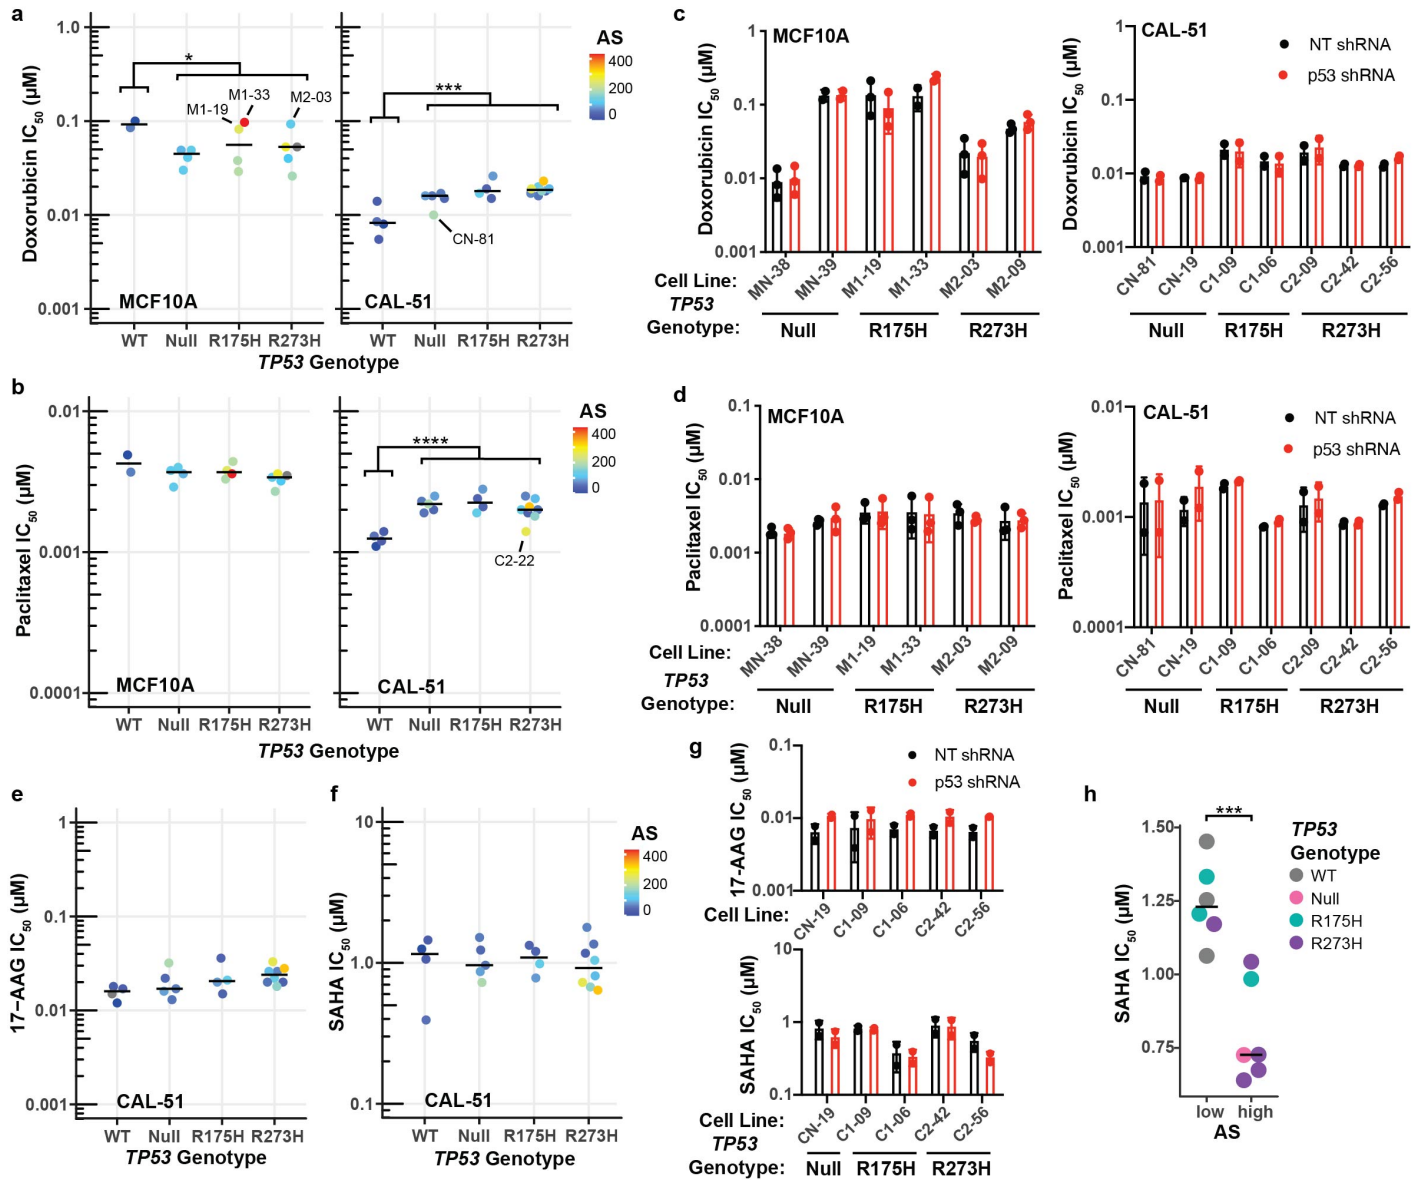 a
Doxorubicin IC50 (µM)
1.0
0.1
0.01
0.001
*
M1-19
M1-33
M2-03
MCF10A
WT Null R175H R273H
***
CN-81
CAL-51
WT Null R175H R273H
TP53 Genotype
AS
400
200
0
b
Paclitaxel IC50 (µM)
0.01
0.001
0.0001
MCF10A
WT Null R175H R273H
****
C2-22
CAL-51
WT Null R175H R273H
TP53 Genotype
AS
400
200
0
c
Doxorubicin IC50 (µM)
1
0.1
0.01
0.001
MCF10A
Cell Line:
MN-38 MN-39 M1-19 M1-33 M2-03 M2-09
TP53
Genotype:
Null R175H R273H
Doxorubicin IC50 (µM)
1
0.1
0.01
0.001
CAL-51
NT shRNA
p53 shRNA
CN-81 CN-19 C1-09 C1-06 C2-09 C2-42 C2-56
Null R175H R273H
d
Paclitaxel IC50 (µM)
0.1
0.01
0.001
0.0001
MCF10A
Cell Line:
MN-38 MN-39 M1-19 M1-33 M2-03 M2-09
TP53
Genotype:
Null R175H R273H
Paclitaxel IC50 (µM)
0.01
0.001
0.0001
CAL-51
NT shRNA
p53 shRNA
CN-81 CN-19 C1-09 C1-06 C2-09 C2-42 C2-56
Null R175H R273H
e
17−AAG IC50 (µM)
1
0.1
0.01
0.001
CAL-51
WT Null R175H R273H
TP53 Genotype
f
SAHA IC50 (µM)
10
1.0
0.1
CAL-51
WT Null R175H R273H
TP53 Genotype
AS
400
200
0
g
17-AAG IC50 (µM)
0.1
0.01
0.001
NT shRNA
p53 shRNA
Cell Line:
CN-19 C1-09 C1-06 C2-42 C2-56
SAHA IC50 (µM)
10
1
0.1
Cell Line:
CN-19 C1-09 C1-06 C2-42 C2-56
TP53
Genotype:
Null R175H R273H
h
SAHA IC50 (µM)
1.50
1.25
1.00
0.75
***
low high
AS
TP53
Genotype
WT
Null
R175H
R273H